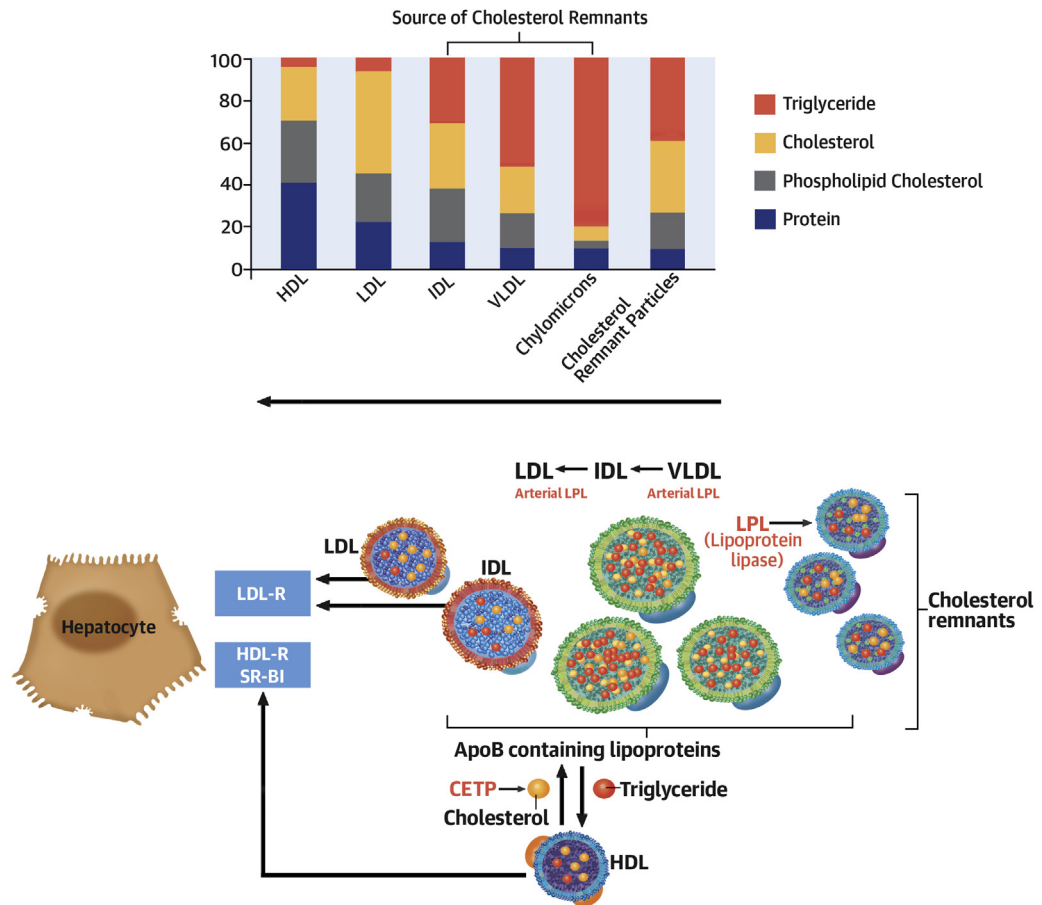 Source of Cholesterol Remnants
100
80
60
40
20
0
HDL
LDL
IDL
VLDL
Chylomicrons
Cholesterol
Remnant Particles
Triglyceride
Cholesterol
Phospholipid Cholesterol
Protein
LDL IDL VLDL
Arterial LPL Arterial LPL
LPL
(Lipoprotein
lipase)
LDL
IDL
LDL-R
Hepatocyte
HDL-R
SR-BI
Cholesterol
remnants
ApoB containing lipoproteins
CETP
Cholesterol
Triglyceride
HDL